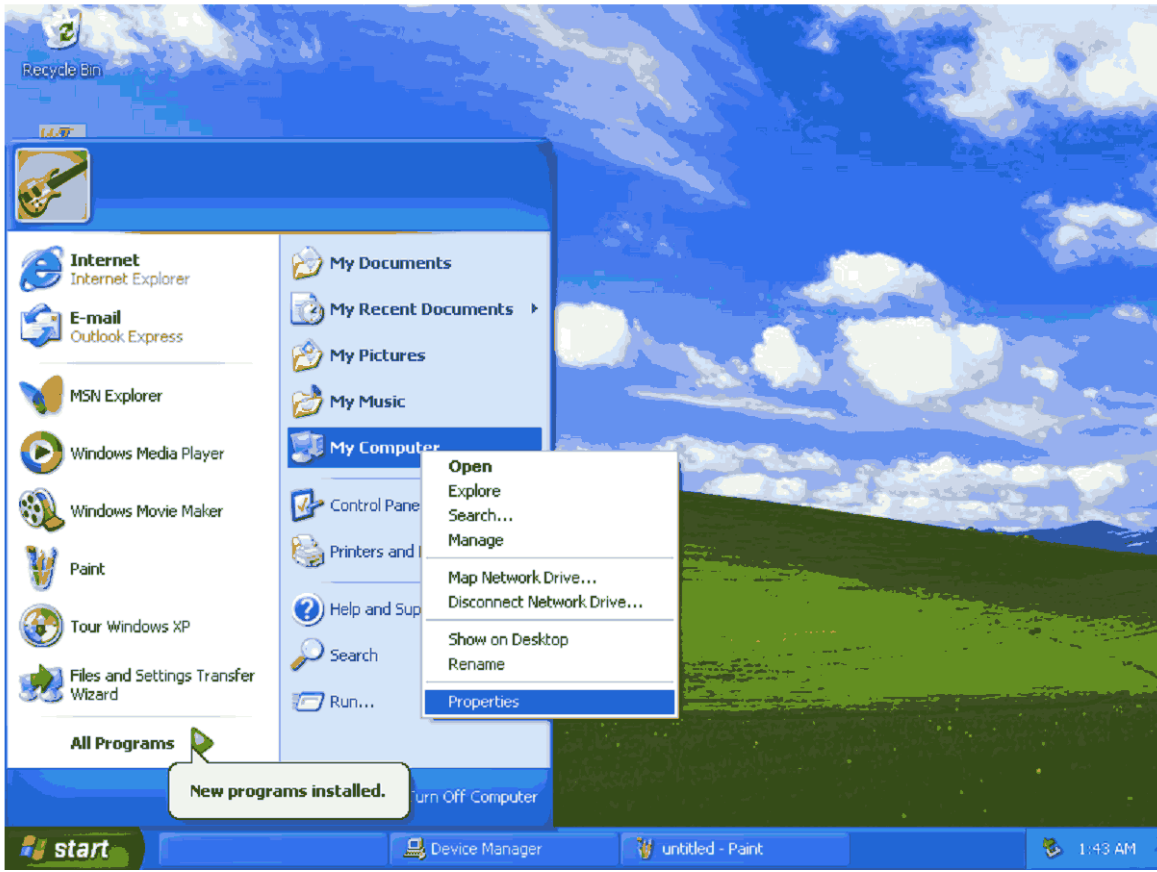 Recycle Bin
Internet
Internet Explorer
E-mail
Outlook Express
MSN Explorer
Windows Media Player
Windows Movie Maker
Paint
Tour Windows XP
Files and Settings Transfer
Wizard
All Programs
New programs installed.
My Documents
My Recent Documents
My Pictures
My Music
My Computer
Control Pane
Printers and
Help and Sup
Search
Run...
Open
Explore
Search...
Manage
Map Network Drive...
Disconnect Network Drive...
Show on Desktop
Rename
Properties
urn Off Computer
start
Device Manager
untitled - Paint
1:43 AM